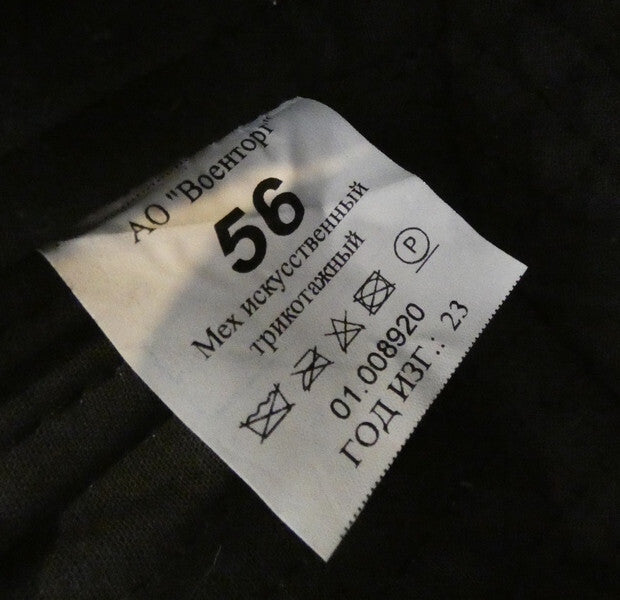 АО "Военторг"
56
Мех искусственный
трикотажный
P
01.008920
ГОД ИЗГ.: 23